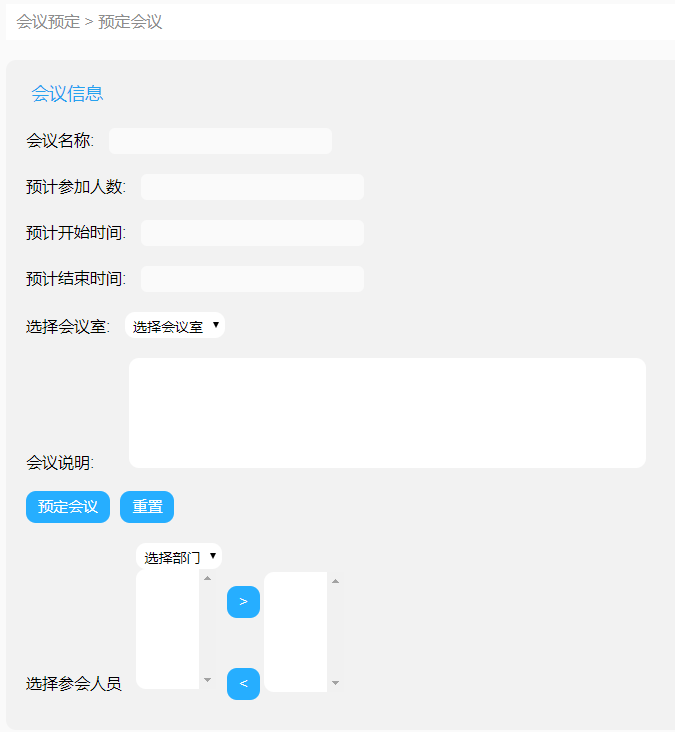 会议预定 > 预定会议
会议信息
会议名称:
预计参加人数:
预计开始时间:
预计结束时间:
选择会议室: 选择会议室
会议说明:
预定会议 重置
选择部门
>
<
选择参会人员